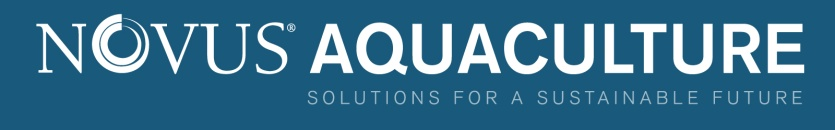 NOVUS® AQUACULTURE
SOLUTIONS FOR A SUSTAINABLE FUTURE